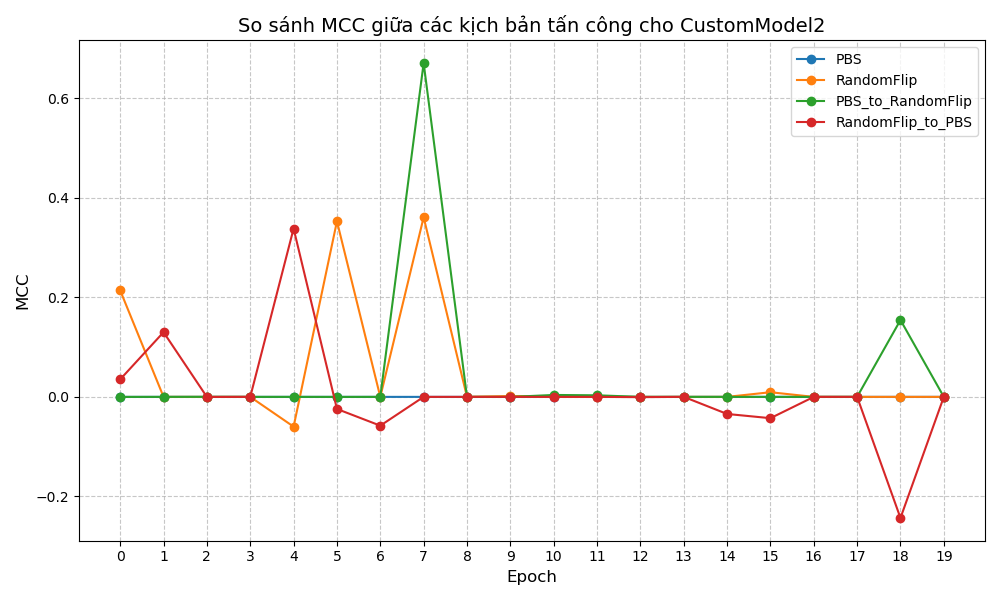 So sánh MCC giữa các kịch bản tấn công cho CustomModel2
PBS
RandomFlip
PBS_to_RandomFlip
RandomFlip_to_PBS
MCC
0.6
0.4
0.2
0.0
−0.2
0 1 2 3 4 5 6 7 8 9 10 11 12 13 14 15 16 17 18 19
Epoch